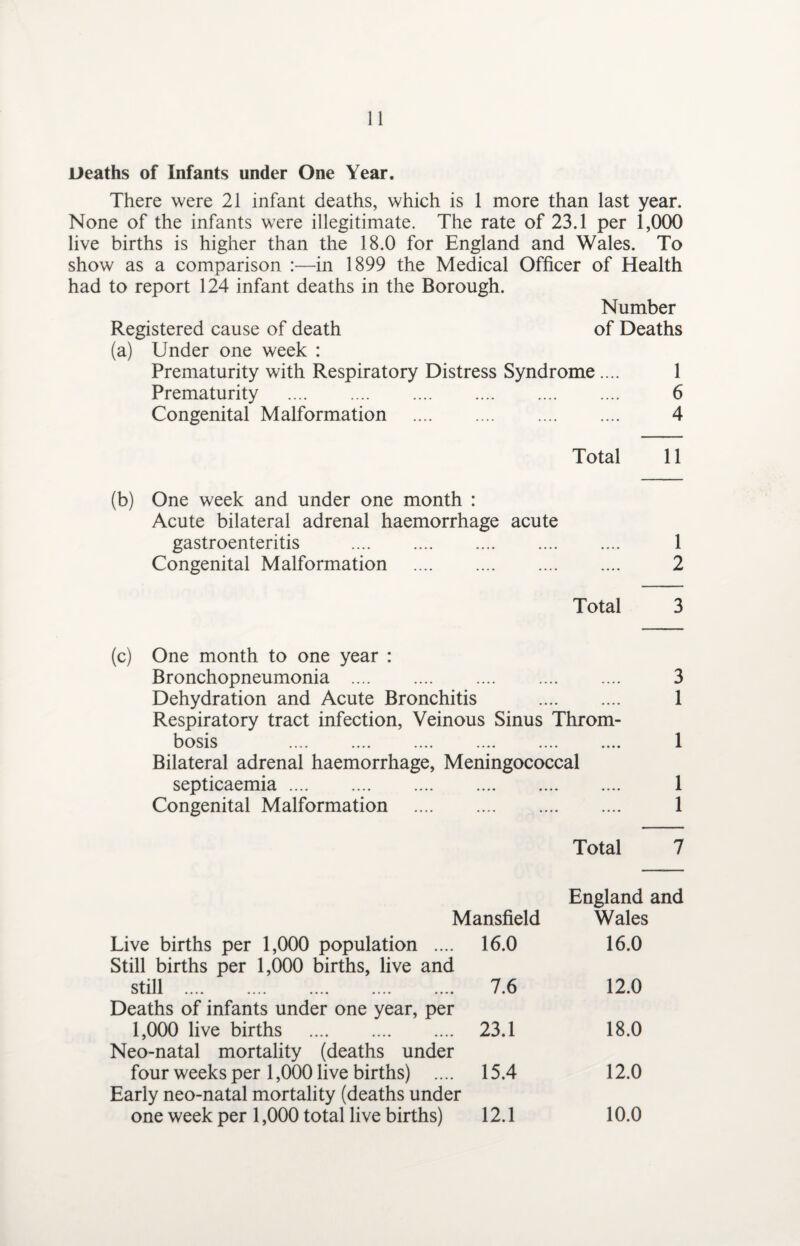 11
Deaths of Infants under One Year.
There were 21 infant deaths, which is 1 more than last year.
None of the infants were illegitimate. The rate of 23.1 per 1,000
live births is higher than the 18.0 for England and Wales. To
show as a comparison :—in 1899 the Medical Officer of Health
had to report 124 infant deaths in the Borough.
Number
Registered cause of death of Deaths
(a) Under one week :
Prematurity with Respiratory Distress Syndrome .... 1
Prematurity .... .... .... .... .... .... 6
Congenital Malformation .... .... .... .... 4
Total 11
(b) One week and under one month :
Acute bilateral adrenal haemorrhage acute
gastroenteritis .... .... .... .... .... 1
Congenital Malformation .... .... .... .... 2
Total 3
(c) One month to one year :
Bronchopneumonia .... .... .... .... .... 3
Dehydration and Acute Bronchitis .... .... 1
Respiratory tract infection, Veinous Sinus Throm-
bosis .... .... .... .... .... .... 1
Bilateral adrenal haemorrhage, Meningococcal
septicaemia .... .... .... .... .... .... 1
Congenital Malformation .... .... .... .... 1
Total 7
England and
Mansfield Wales
Live births per 1,000 population .... 16.0 16.0
Still births per 1,000 births, live and
still .... .... .... .... .... 7.6 12.0
Deaths of infants under one year, per
1,000 live births .... .... .... 23.1 18.0
Neo-natal mortality (deaths under
four weeks per 1,000 live births) .... 15.4 12.0
Early neo-natal mortality (deaths under
one week per 1,000 total live births) 12.1 10.0